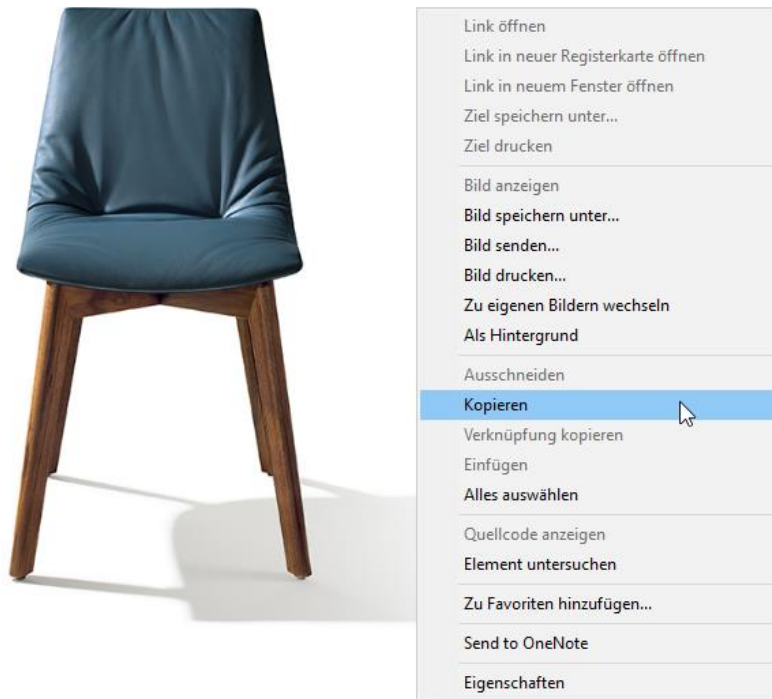 Link öffnen
Link in neuer Registerkarte öffnen
Link in neuem Fenster öffnen
Ziel speichern unter...
Ziel drucken
Bild anzeigen
Bild speichern unter...
Bild senden...
Bild drucken...
Zu eigenen Bildern wechseln
Als Hintergrund
Ausschneiden
Kopieren
Verknüpfung kopieren
Einfügen
Alles auswählen
Quellcode anzeigen
Element untersuchen
Zu Favoriten hinzufügen...
Send to OneNote
Eigenschaften